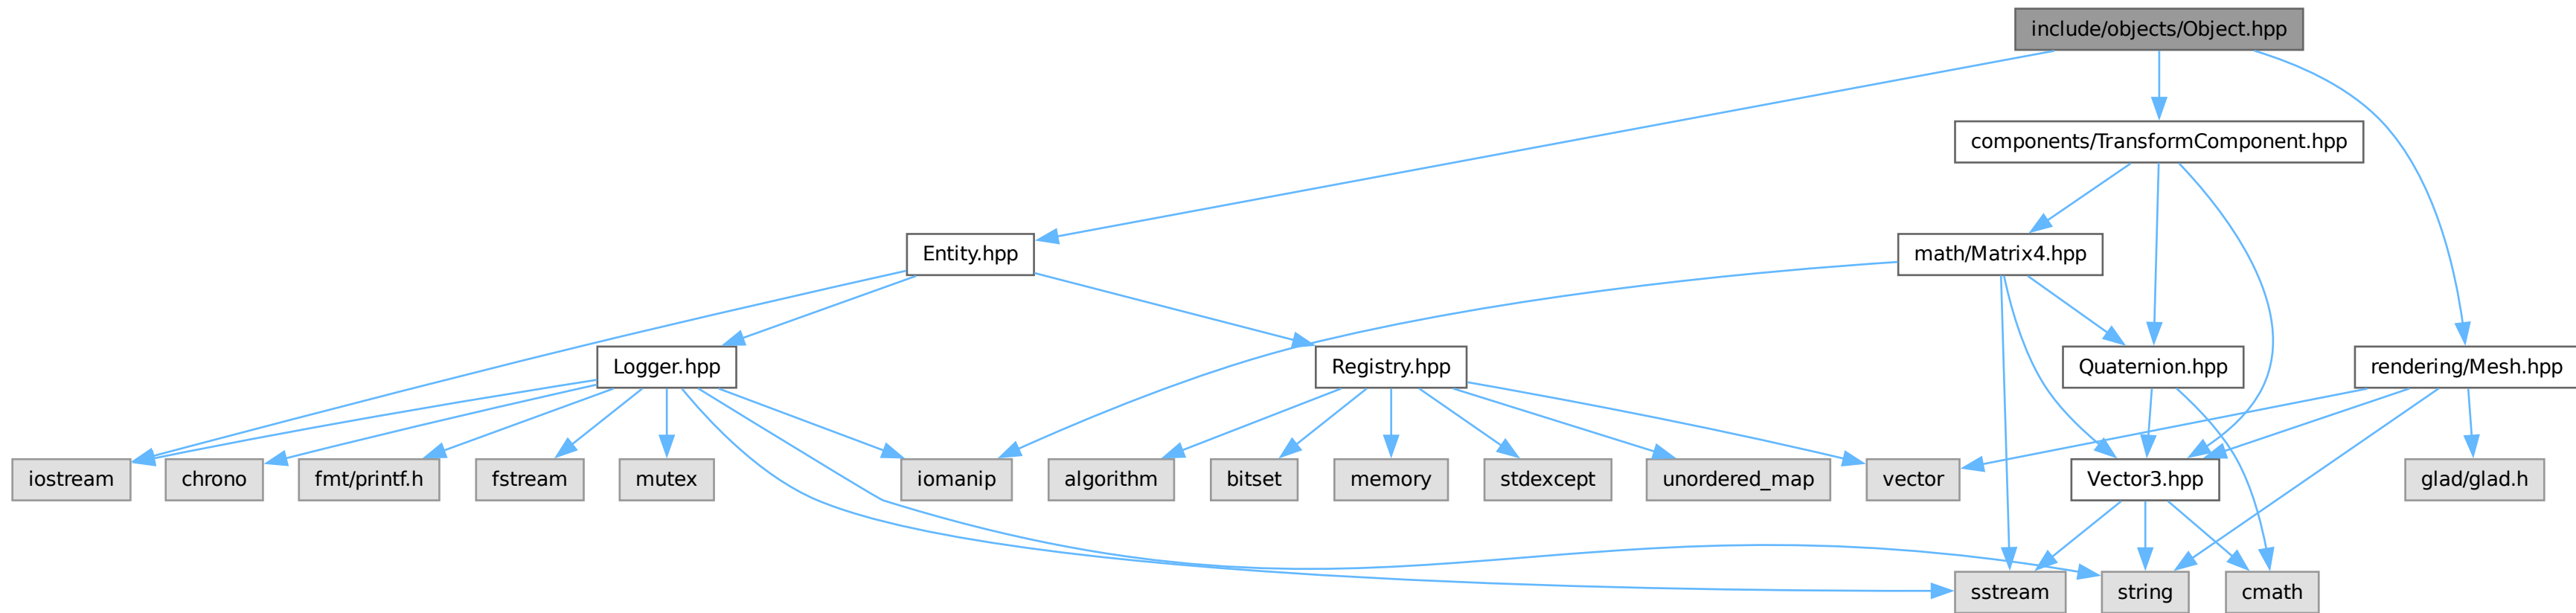 include/objects/Object.hpp
components/TransformComponent.hpp
Entity.hpp
math/Matrix4.hpp
Logger.hpp
Registry.hpp
Quaternion.hpp
rendering/Mesh.hpp
iostream
chrono
fmt/printf.h
fstream
mutex
iomanip
algorithm
bitset
memory
stdexcept
unordered_map
vector
Vector3.hpp
glad/glad.h
sstream
string
cmath